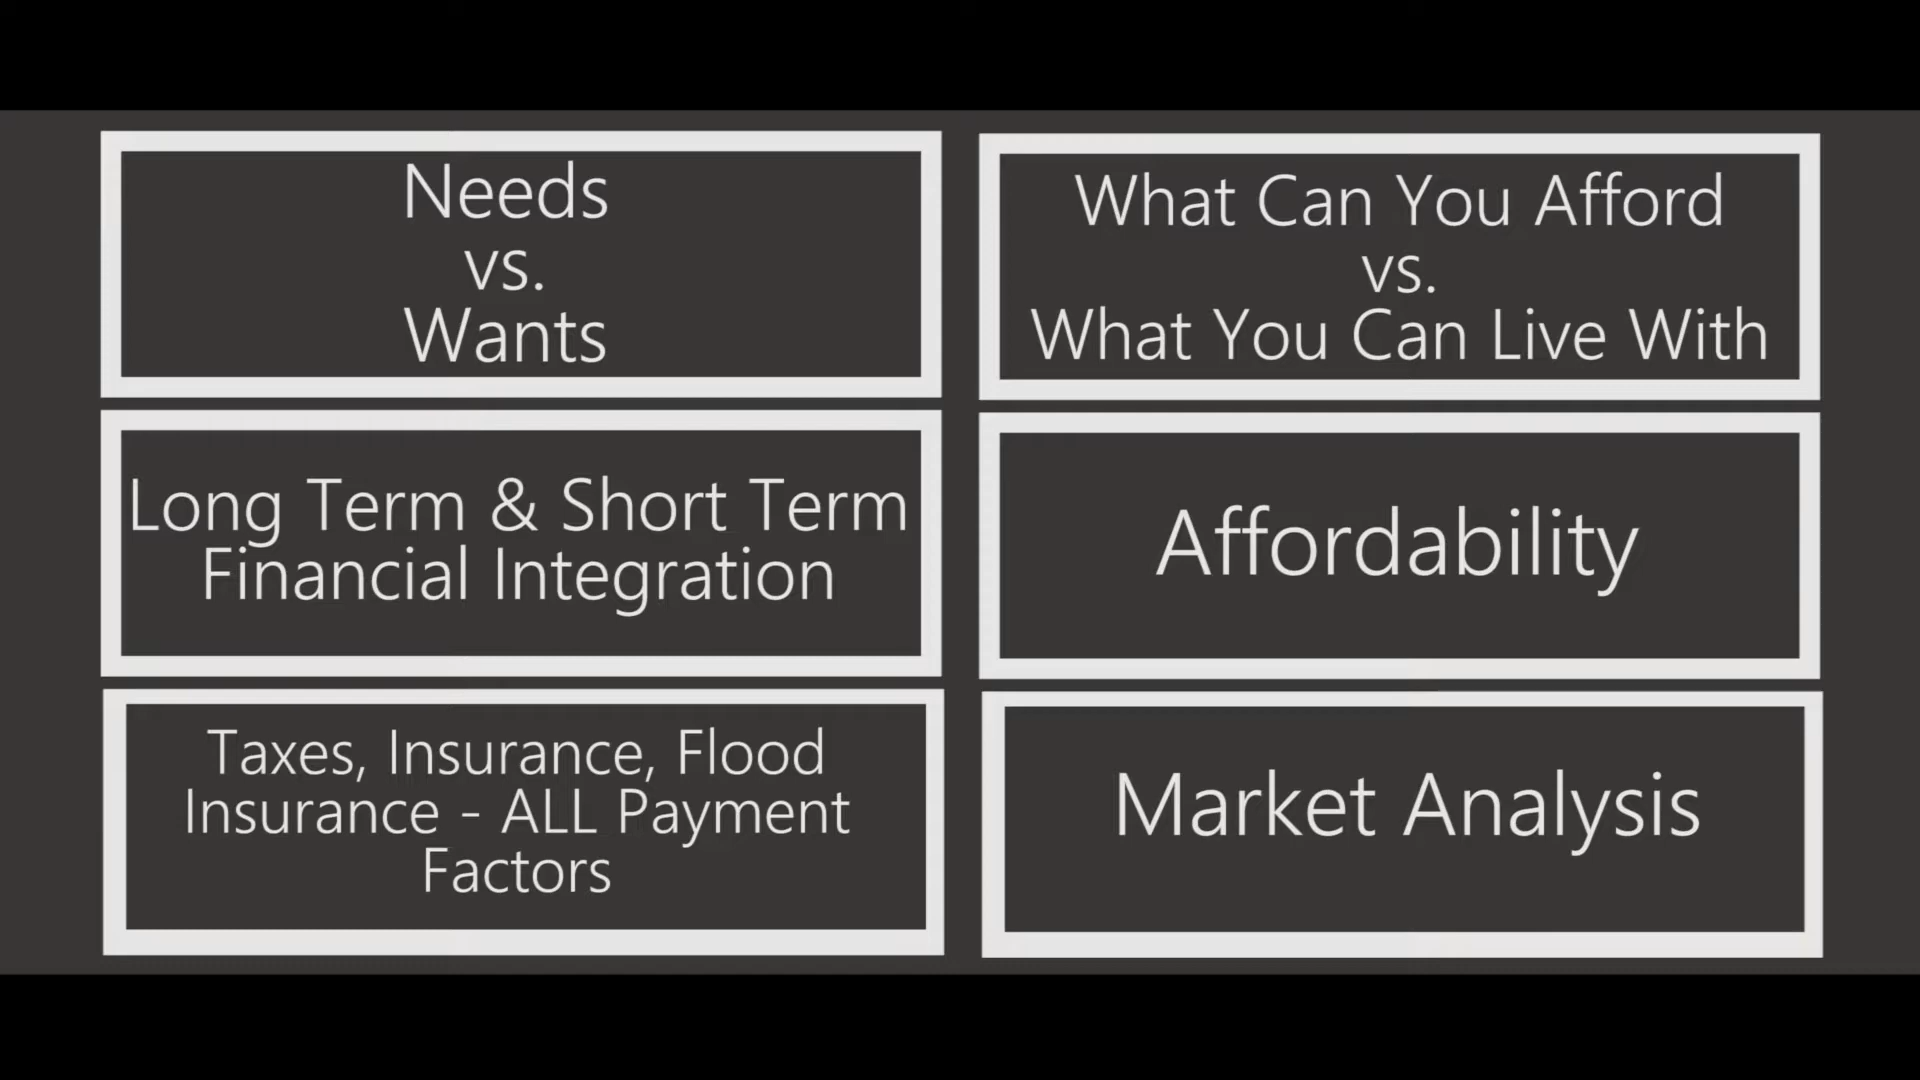 Needs
vs.
Wants
What Can You Afford
vs.
What You Can Live With
Long Term & Short Term
Financial Integration
Affordability
Taxes, Insurance, Flood
Insurance - ALL Payment
Factors
Market Analysis